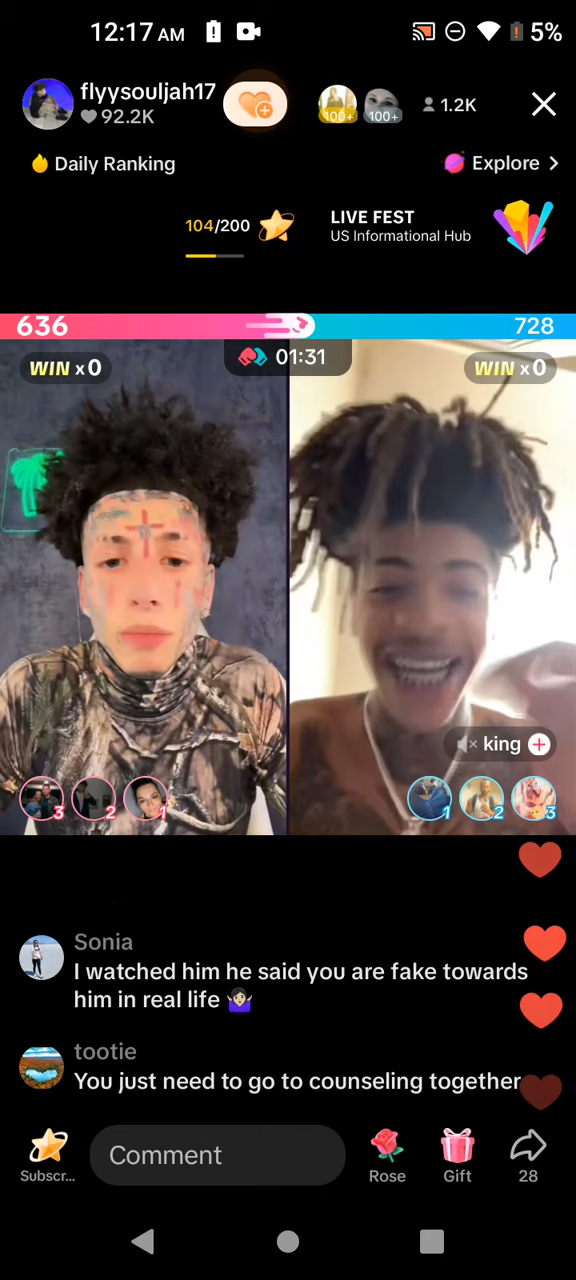 12:17 AM
5%
flyysouljah17
92.2K
100+
100+
1.2K
Daily Ranking
Explore >
104/200
LIVE FEST
US Informational Hub
636
728
WIN x0
01:31
WIN x0
king
3
2
1
1
2
3
Sonia
I watched him he said you are fake towards
him in real life
tootie
You just need to go to counseling together
Comment
Subscr...
Rose
Gift
28